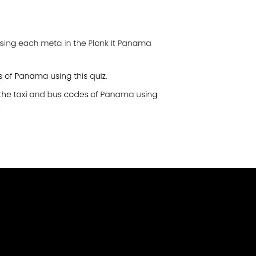 sing each meta in the Plonk It Panama
s of Panama using this quiz.
the taxi and bus codes of Panama using